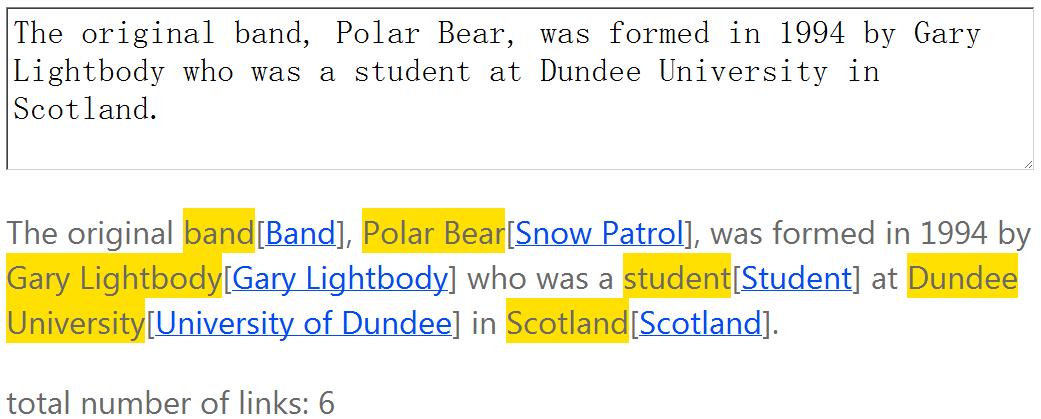 The original band, Polar Bear, was formed in 1994 by Gary
Lightbody who was a student at Dundee University in
Scotland.
The original band[Band], Polar Bear[Snow Patrol], was formed in 1994 by
Gary Lightbody[Gary Lightbody] who was a student[Student] at Dundee
University[University of Dundee] in Scotland[Scotland].
total number of links: 6